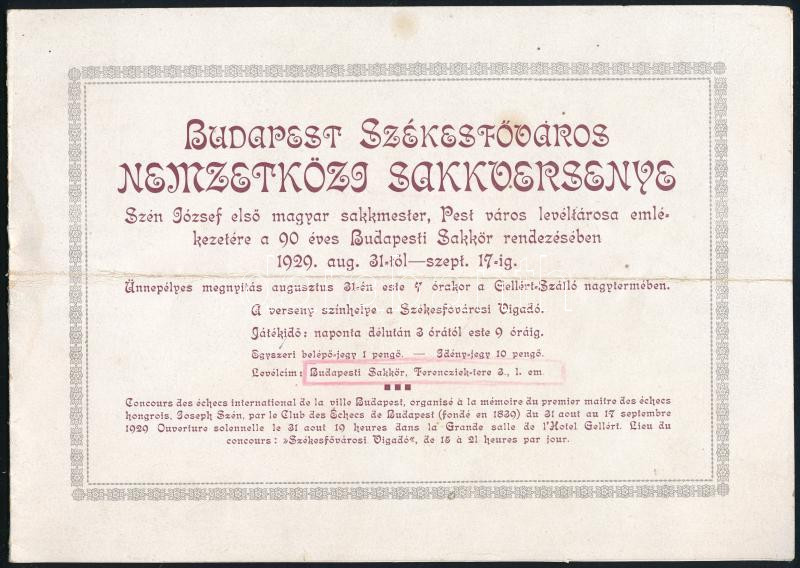 Budapest Székesfőváros
Nemzetközi Sakkversenye
Szén József első magyar sakkmester, Pest város levéltárosa emlé-
kezetére a 90 éves Budapesti Sakkör rendezésében
1929. aug. 31-től—szept. 17-ig.
Ünnepélyes megnyitás augusztus 31-én este 7 órakor a Gellért-Szálló nagytermében.
A verseny színhelye a Székesfővárosi Vigadó.
Játékidő: naponta délután 3 órától este 9 óráig.
Egyszeri belépő-jegy 1 pengő. — Idény-jegy 10 pengő.
Levélcím: Budapesti Sakkör, Ferencziek-tere 3., I. em
Concours des échecs international de la ville Budapest, organisé à la mémoire du premier maitre des échecs
hongrois, Joseph Szén, par le Club des Échecs de Budapest (fondé en 1839) du 31 aout au 17 septembre
1929 Ouverture solennelle le 31 aout 19 heures dans la Grande salle de l'Hotel Gellért. Lieu du
concours: »Székesfővárosi Vigadó«, de 15 à 21 heures par jour.